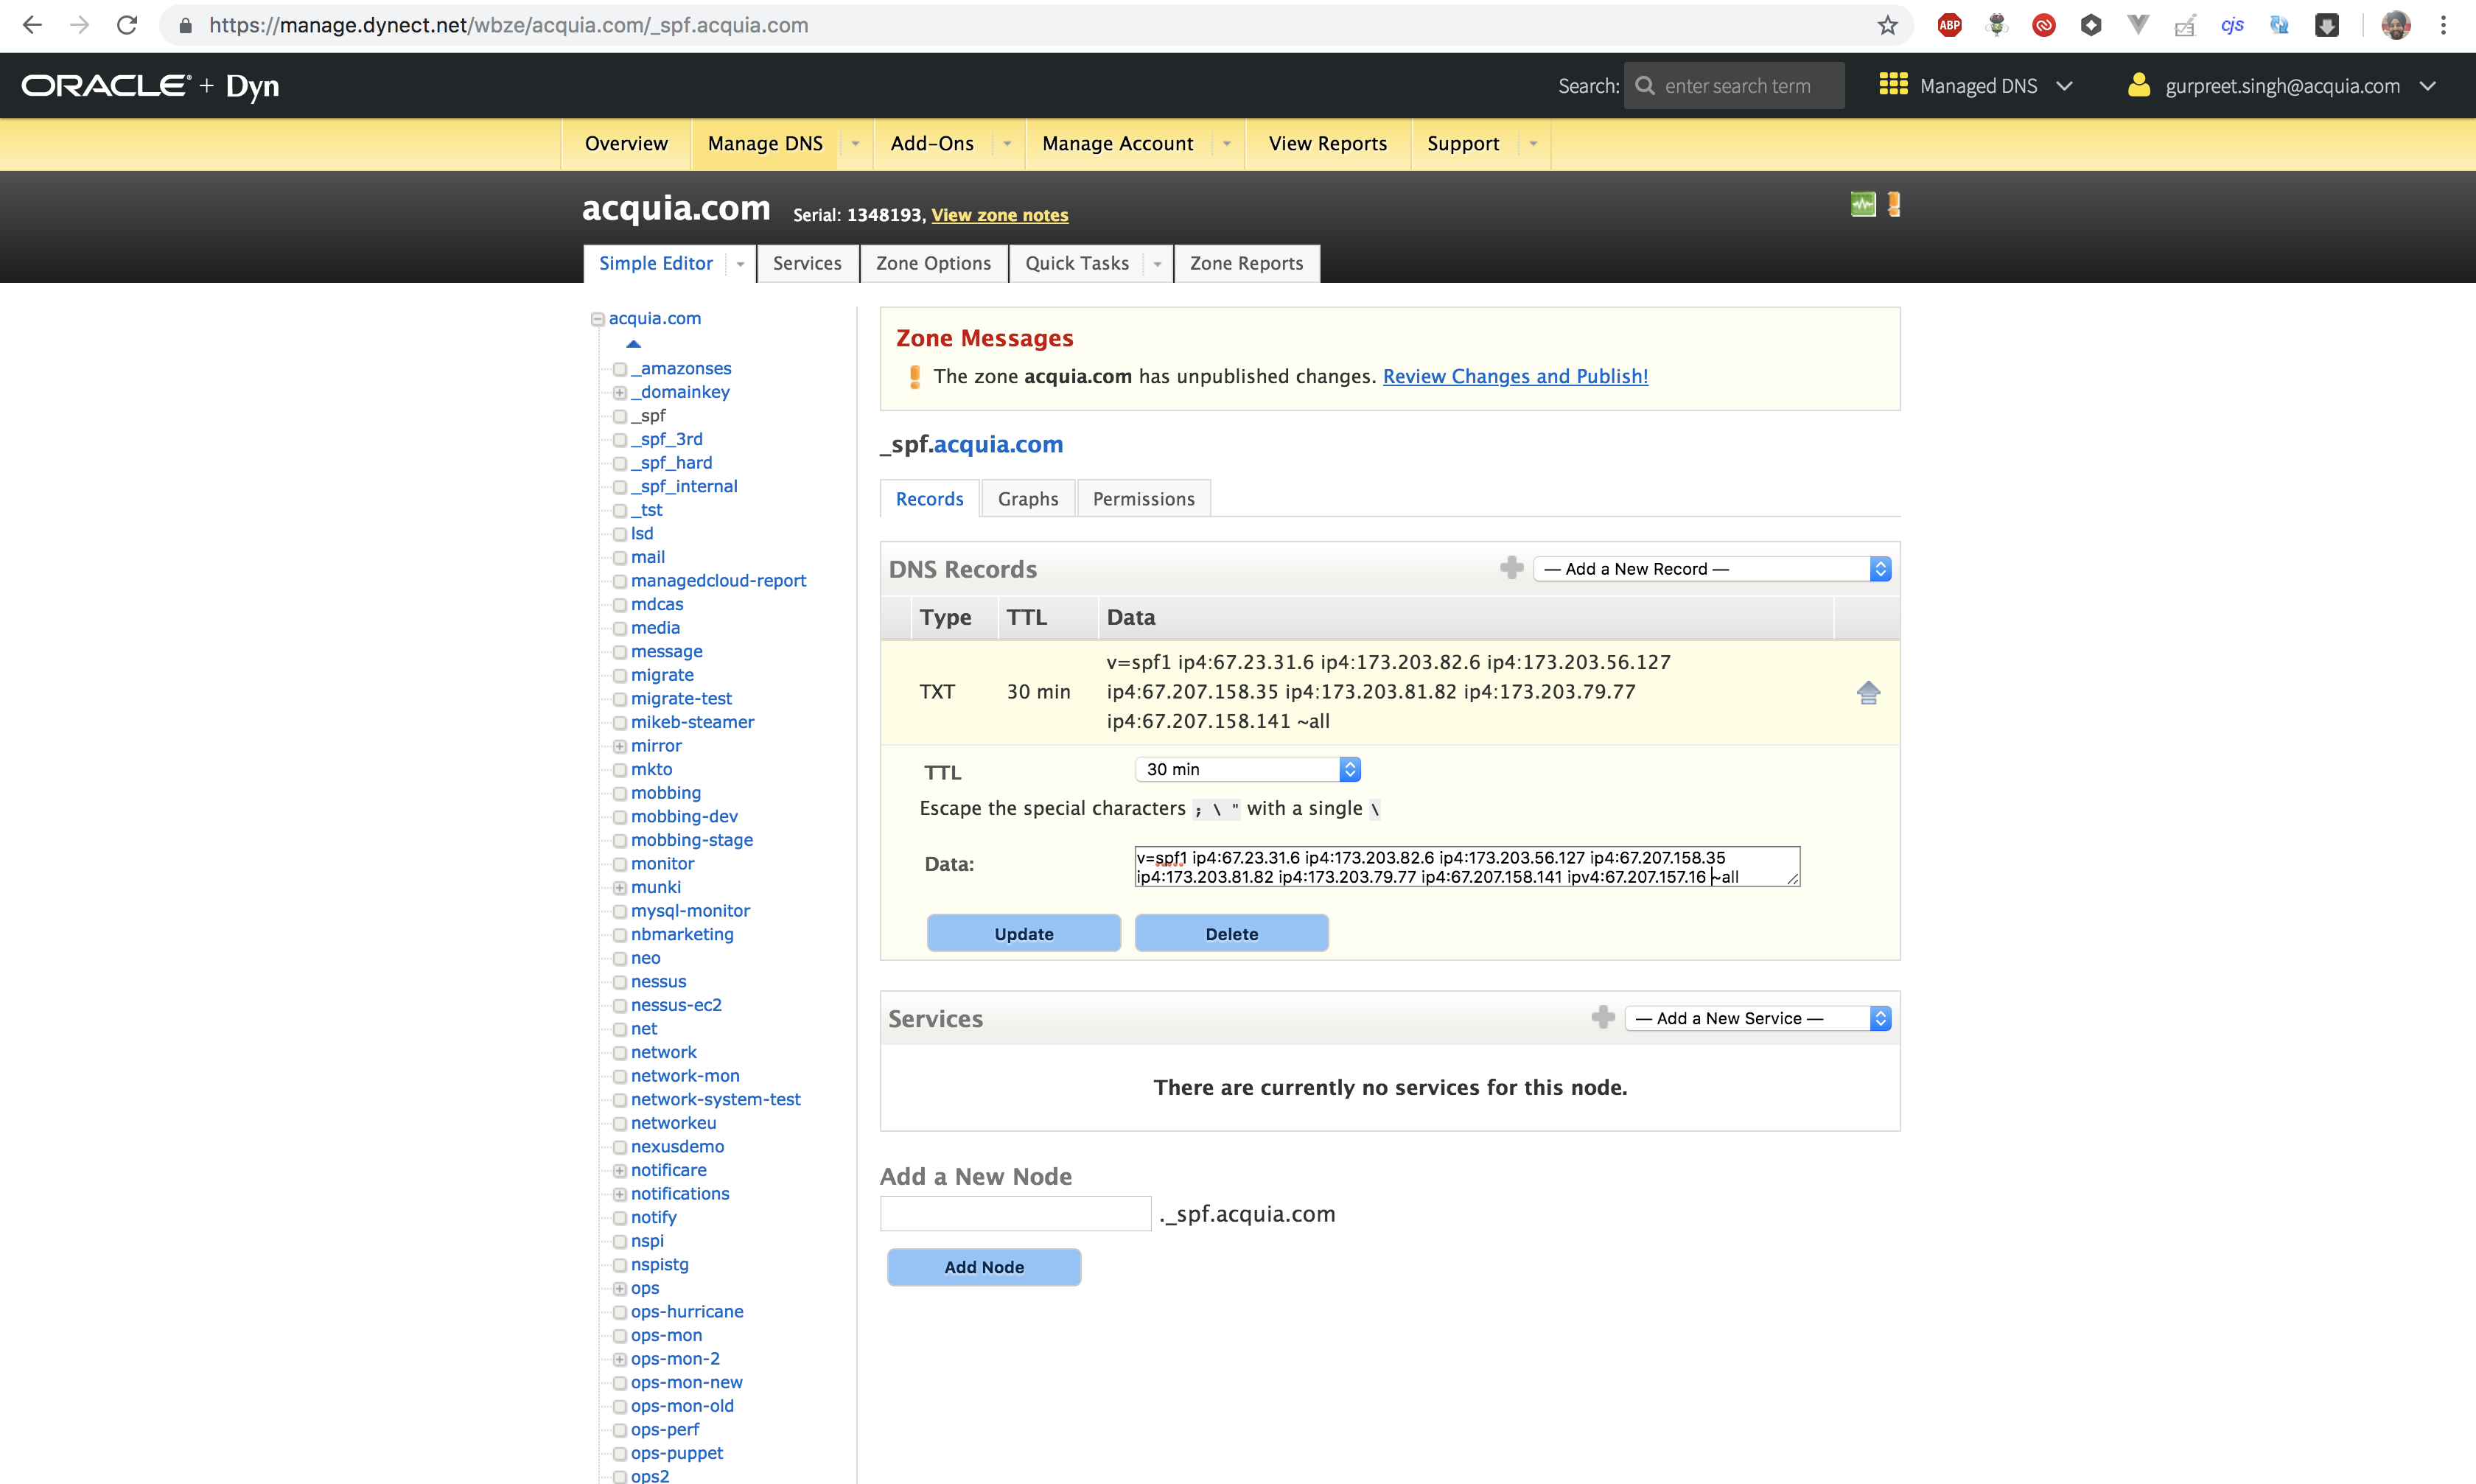 https://manage.dynect.net/wbze/acquia.com/_spf.acquia.com
ABP
cjs
ORACLE + Dyn
Search: enter search term
Managed DNS
gurpreet.singh@acquia.com
Overview
Manage DNS
Add-Ons
Manage Account
View Reports
Support
acquia.com Serial: 1348193, View zone notes
Simple Editor
Services
Zone Options
Quick Tasks
Zone Reports
acquia.com
_amazonses
_domainkey
_spf
_spf_3rd
_spf_hard
_spf_internal
_tst
lsd
mail
managedcloud-report
mdcas
media
message
migrate
migrate-test
mikeb-steamer
mirror
mkto
mobbing
mobbing-dev
mobbing-stage
monitor
munki
mysql-monitor
nbmarketing
neo
nessus
nessus-ec2
net
network
network-mon
network-system-test
networkeu
nexusdemo
notificare
notifications
notify
nspi
nspistg
ops
ops-hurricane
ops-mon
ops-mon-2
ops-mon-new
ops-mon-old
ops-perf
ops-puppet
ops2
Zone Messages
The zone acquia.com has unpublished changes. Review Changes and Publish!
_spf.acquia.com
Records
Graphs
Permissions
DNS Records
— Add a New Record —
Type TTL Data
TXT 30 min
v=spf1 ip4:67.23.31.6 ip4:173.203.82.6 ip4:173.203.56.127
ip4:67.207.158.35 ip4:173.203.81.82 ip4:173.203.79.77
ip4:67.207.158.141 ~all
TTL 30 min
Escape the special characters ; \ " with a single \
Data:
v=spf1 ip4:67.23.31.6 ip4:173.203.82.6 ip4:173.203.56.127 ip4:67.207.158.35
ip4:173.203.81.82 ip4:173.203.79.77 ip4:67.207.158.141 ipv4:67.207.157.16 ~all
Update
Delete
Services
— Add a New Service —
There are currently no services for this node.
Add a New Node
._spf.acquia.com
Add Node